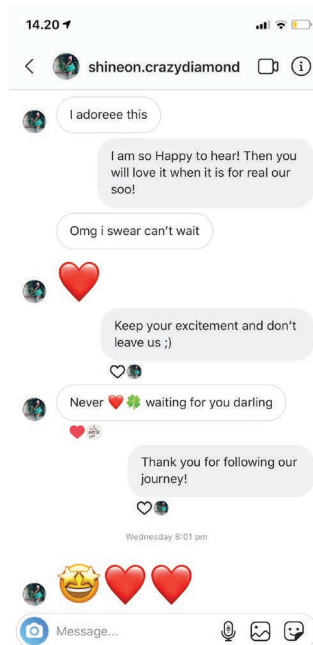 14.20
shineon.crazydiamond
I adoreee this
I am so Happy to hear! Then you
will love it when it is for real our
soo!
Omg i swear can't wait
❤️
Keep your excitement and don't
leave us ;)
Never ❤️ 🍀 waiting for you darling
Thank you for following our
journey!
Wednesday 8:01 pm
🤩❤️❤️
Message...